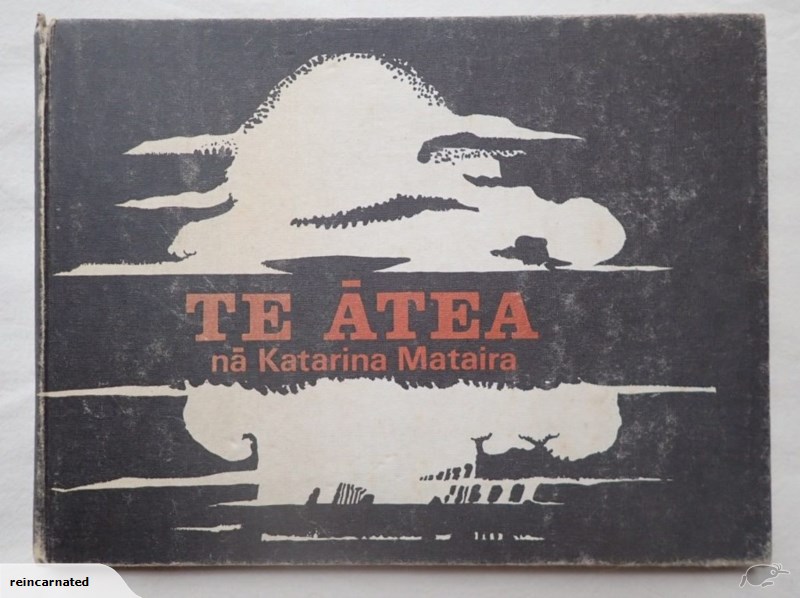 TE ĀTEA
nā Katarina Mataira
reincarnated